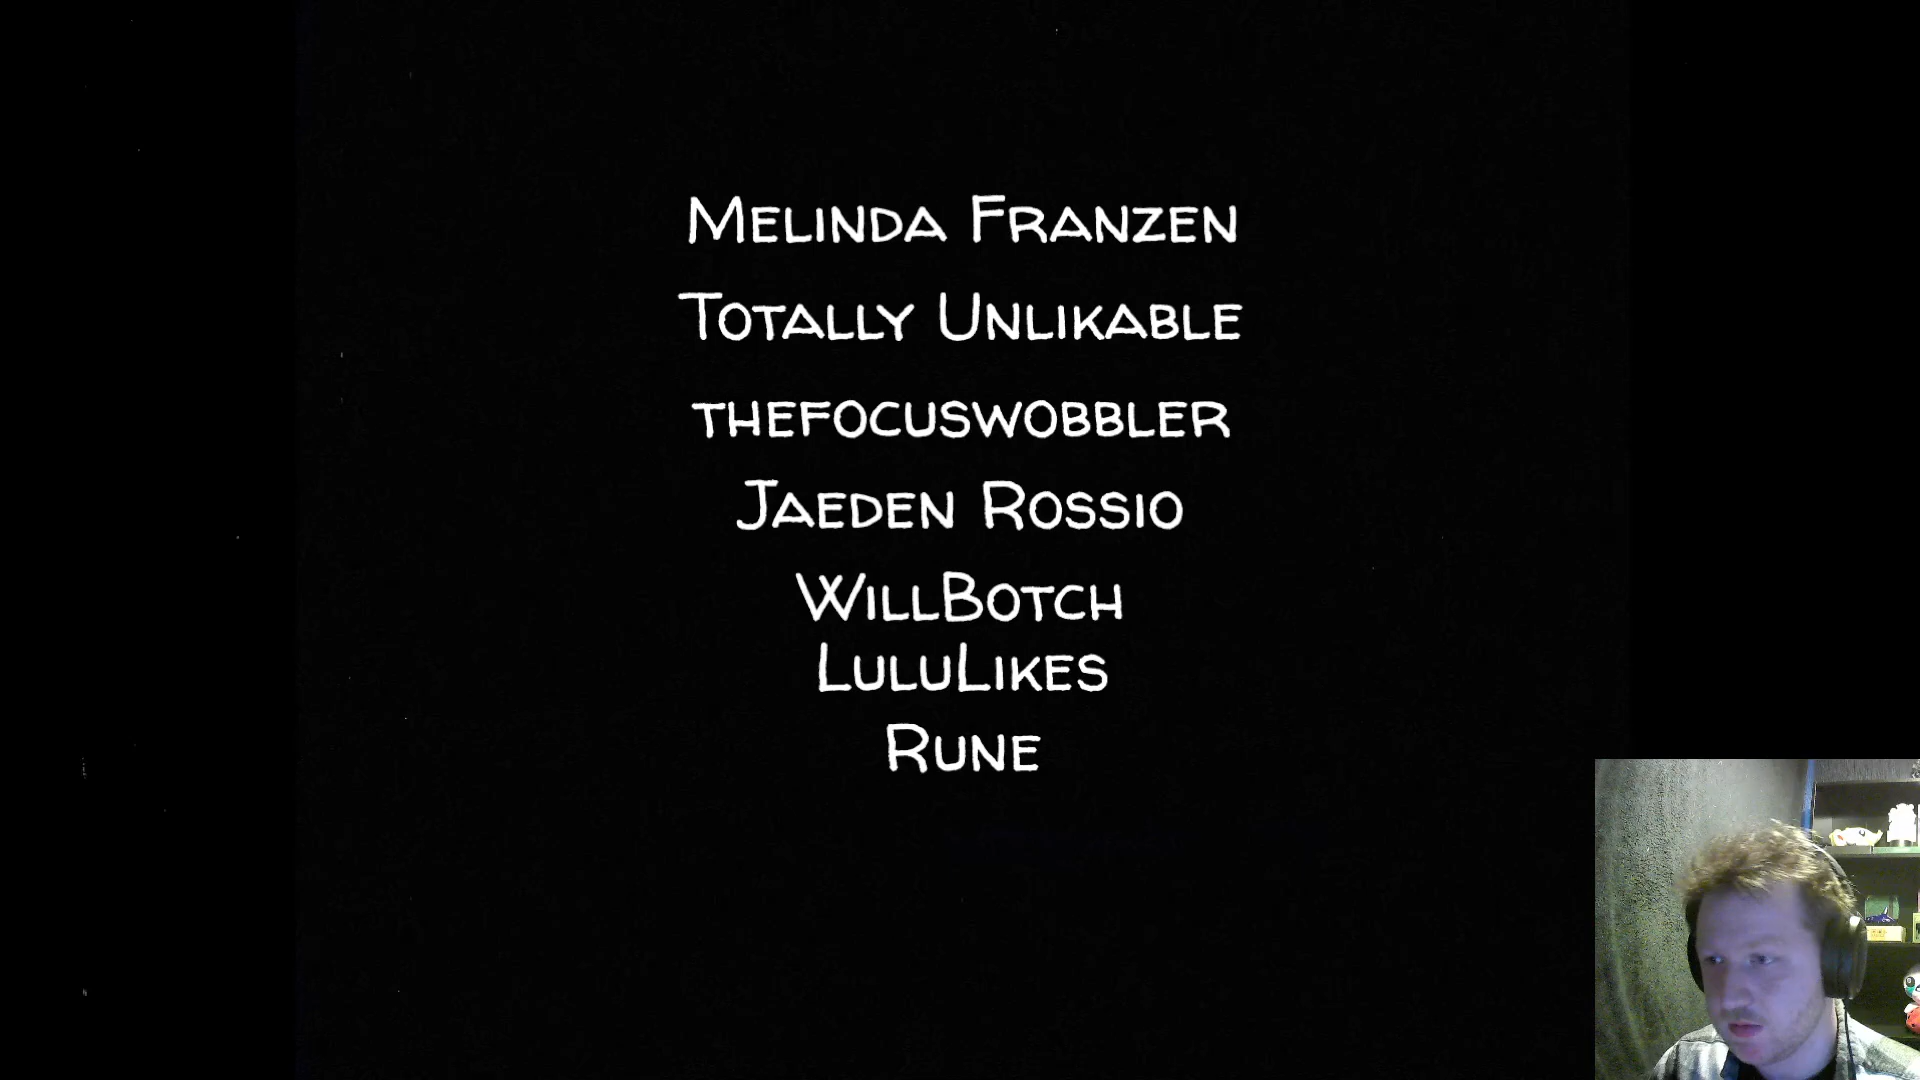 Melinda Franzen
Totally Unlikable
thefocuswobbler
Jaeden Rossio
WillBotch
LuluLikes
Rune